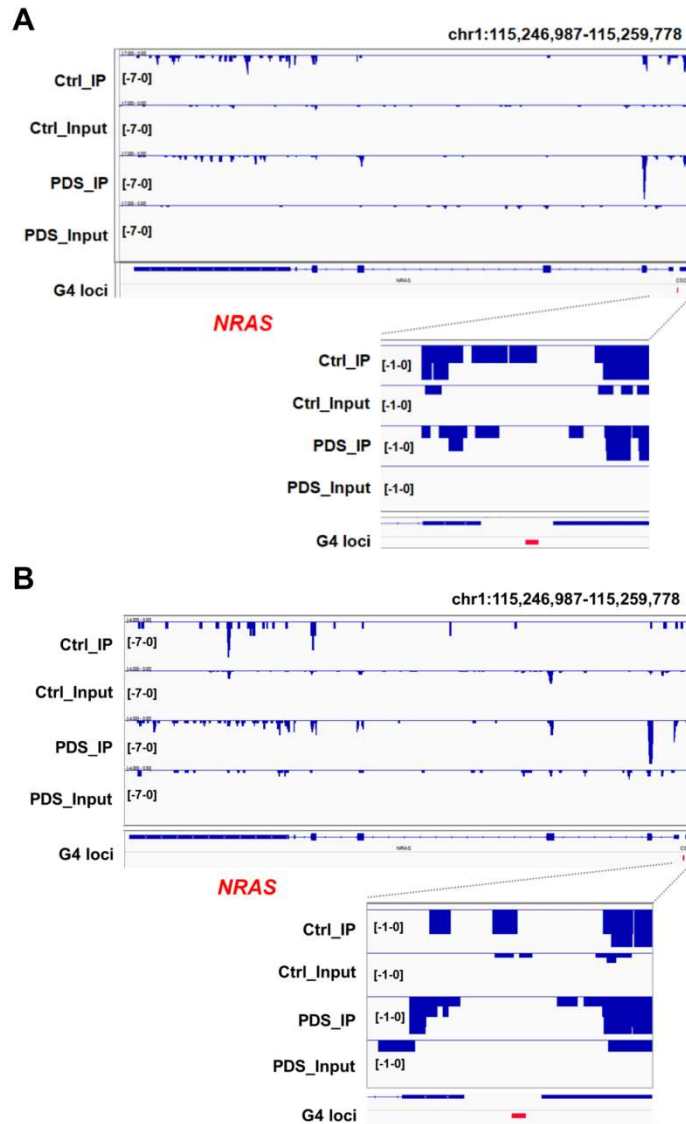 A
chr1:115,246,987-115,259,778
Ctrl_IP [-7-0]
Ctrl_Input [-7-0]
PDS_IP [-7-0]
PDS_Input [-7-0]
NRAS
G4 loci
NRAS
Ctrl_IP [-1-0]
Ctrl_Input [-1-0]
PDS_IP [-1-0]
PDS_Input [-1-0]
G4 loci
B
chr1:115,246,987-115,259,778
Ctrl_IP [-7-0]
Ctrl_Input [-7-0]
PDS_IP [-7-0]
PDS_Input [-7-0]
G4 loci
NRAS
NRAS
Ctrl_IP [-1-0]
Ctrl_Input [-1-0]
PDS_IP [-1-0]
PDS_Input [-1-0]
G4 loci